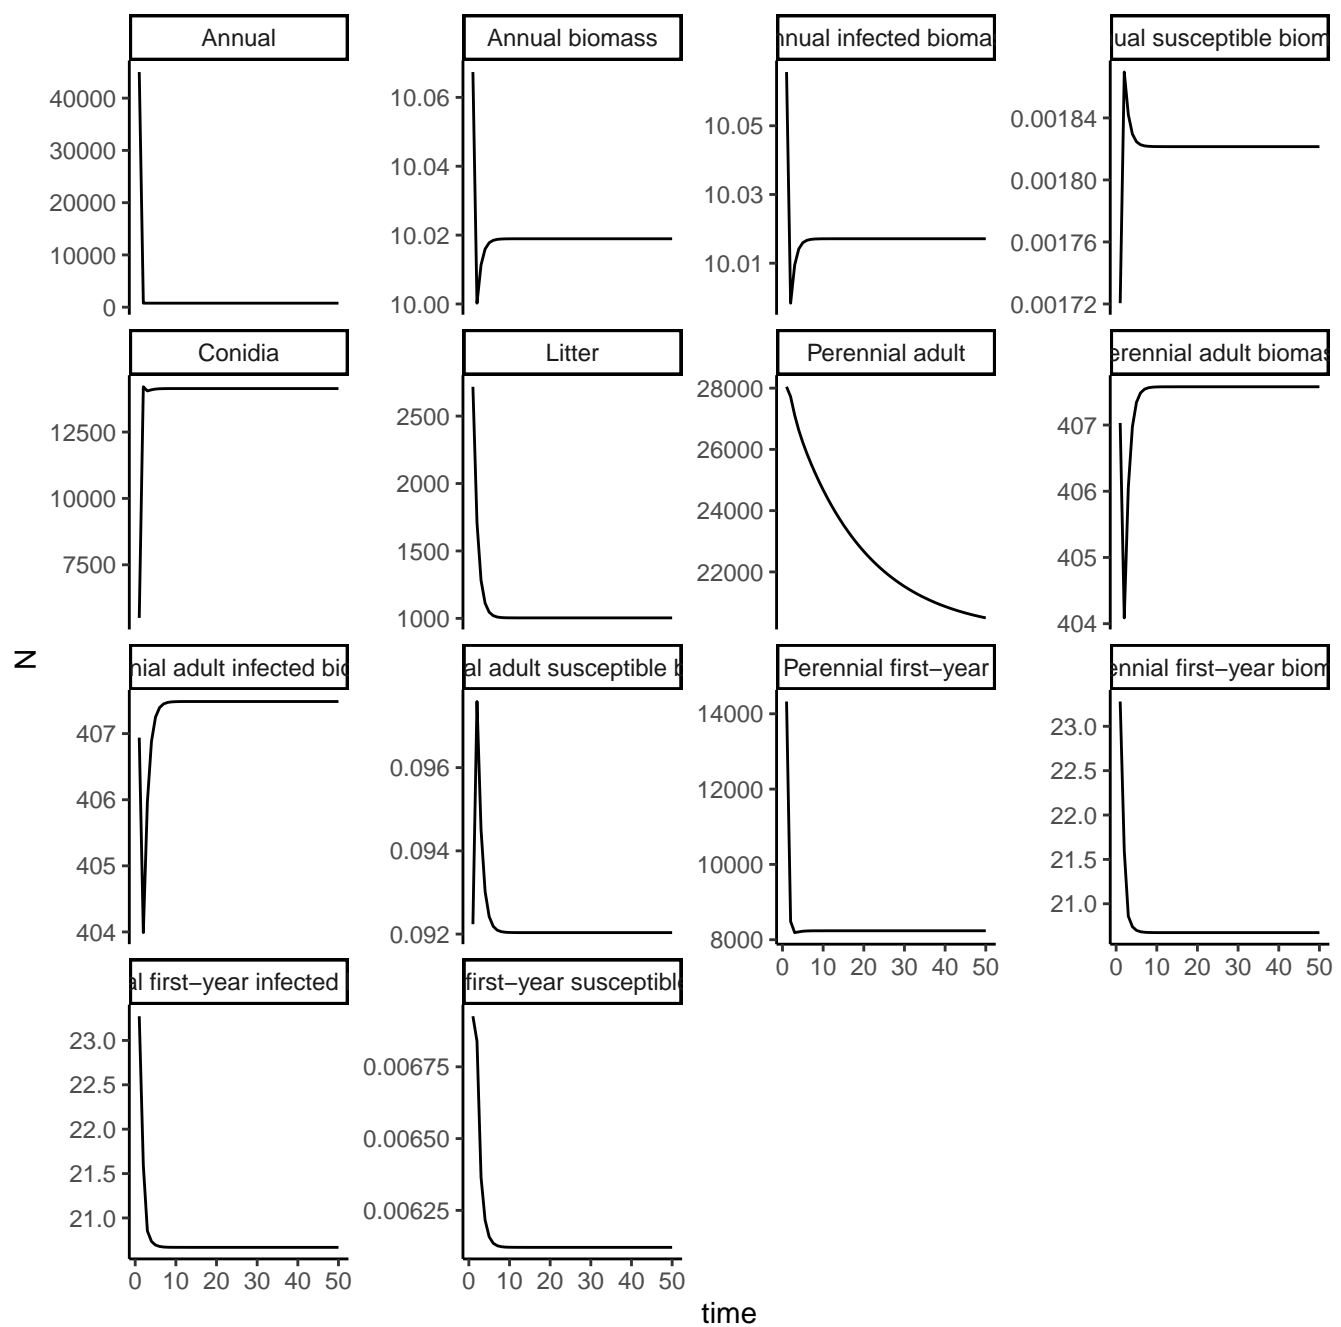 Annual
Annual biomass
nnual infected bioma
ual susceptible biom
40000
30000
20000
10000
0
10.06
10.04
10.02
10.00
10.05
10.03
10.01
0.00184
0.00180
0.00176
0.00172
Conidia
Litter
Perennial adult
erennial adult biomas
12500
10000
7500
2500
2000
1500
1000
28000
26000
24000
22000
407
406
405
404
N
nial adult infected bio
al adult susceptible b
Perennial first−year
ennial first−year biom
407
406
405
404
0.096
0.094
0.092
14000
12000
10000
8000
0 10 20 30 40 50
23.0
22.5
22.0
21.5
21.0
0 10 20 30 40 50
al first−year infected
first−year susceptible
23.0
22.5
22.0
21.5
21.0
0 10 20 30 40 50
0.00675
0.00650
0.00625
0 10 20 30 40 50
time